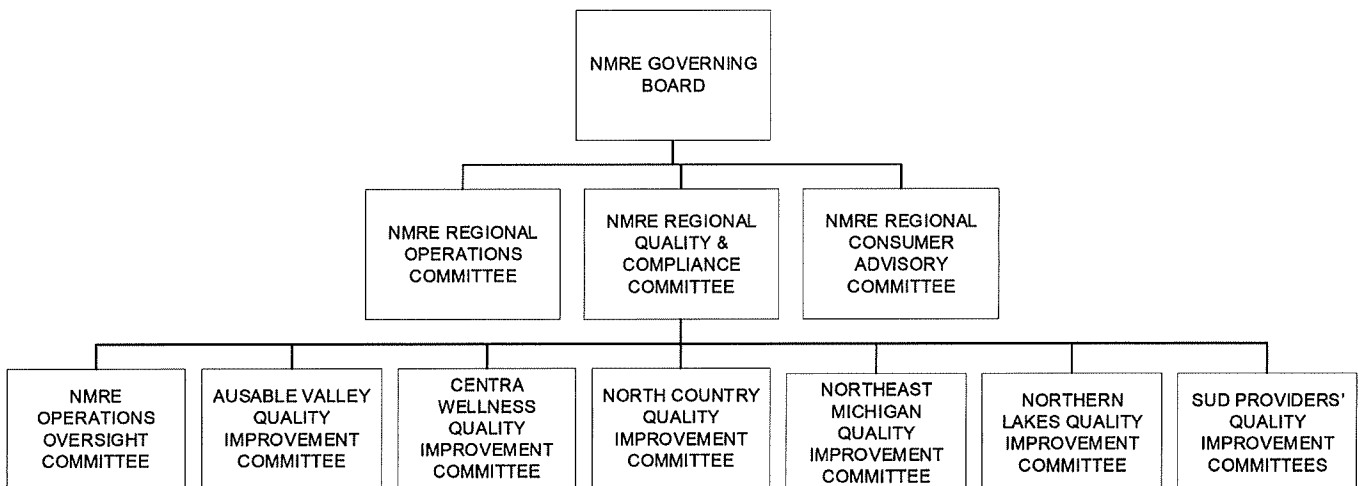 NMRE GOVERNING
BOARD
NMRE REGIONAL
OPERATIONS
COMMITTEE
NMRE REGIONAL
QUALITY &
COMPLIANCE
COMMITTEE
NMRE REGIONAL
CONSUMER
ADVISORY
COMMITTEE
NMRE
OPERATIONS
OVERSIGHT
COMMITTEE
AUSABLE VALLEY
QUALITY
IMPROVEMENT
COMMITTEE
CENTRA
WELLNESS
QUALITY
IMPROVEMENT
COMMITTEE
NORTH COUNTRY
QUALITY
IMPROVEMENT
COMMITTEE
NORTHEAST
MICHIGAN
QUALITY
IMPROVEMENT
COMMITTEE
NORTHERN
LAKES QUALITY
IMPROVEMENT
COMMITTEE
SUD PROVIDERS'
QUALITY
IMPROVEMENT
COMMITTEES